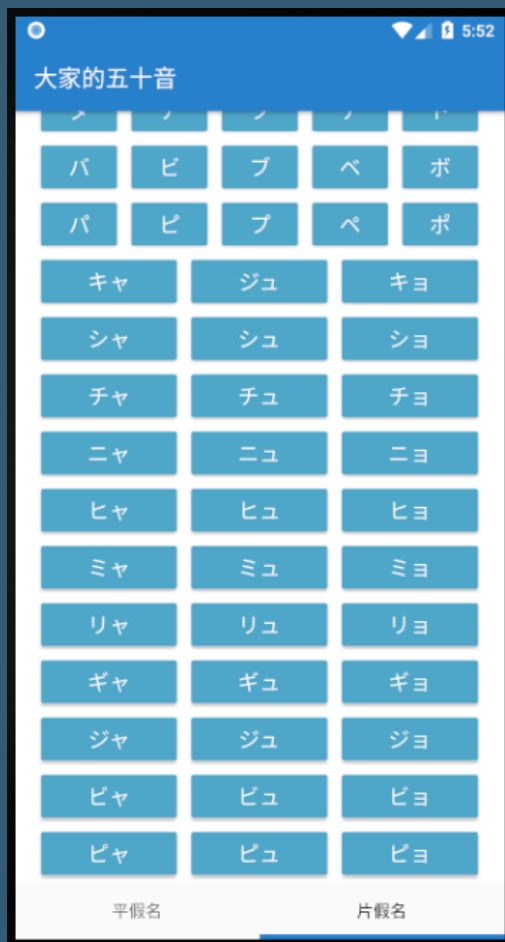 5:52
大家的五十音
バ ビ ブ ベ ボ
パ ピ プ ペ ポ
キャ ジュ キョ
シャ シュ ショ
チャ チュ チョ
ニャ ニュ ニョ
ヒャ ヒュ ヒョ
ミャ ミュ ミョ
リャ リュ リョ
ギャ ギュ ギョ
ジャ ジュ ジョ
ビャ ビュ ビョ
ピャ ピュ ピョ
平假名 片假名